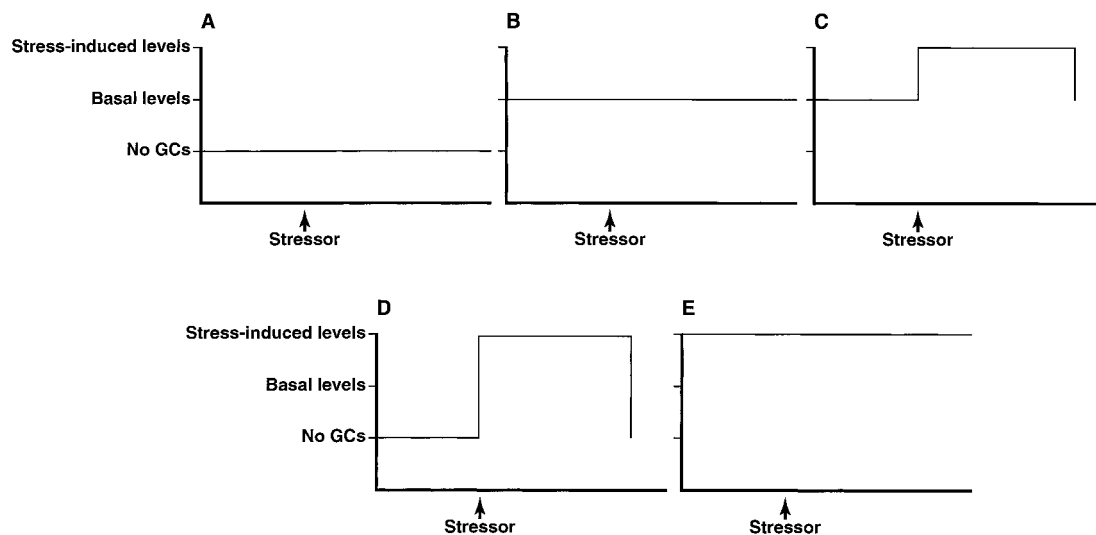 A
B
C
Stress-induced levels
Basal levels
No GCs
Stressor
Stressor
Stressor
D
E
Stress-induced levels
Basal levels
No GCs
Stressor
Stressor